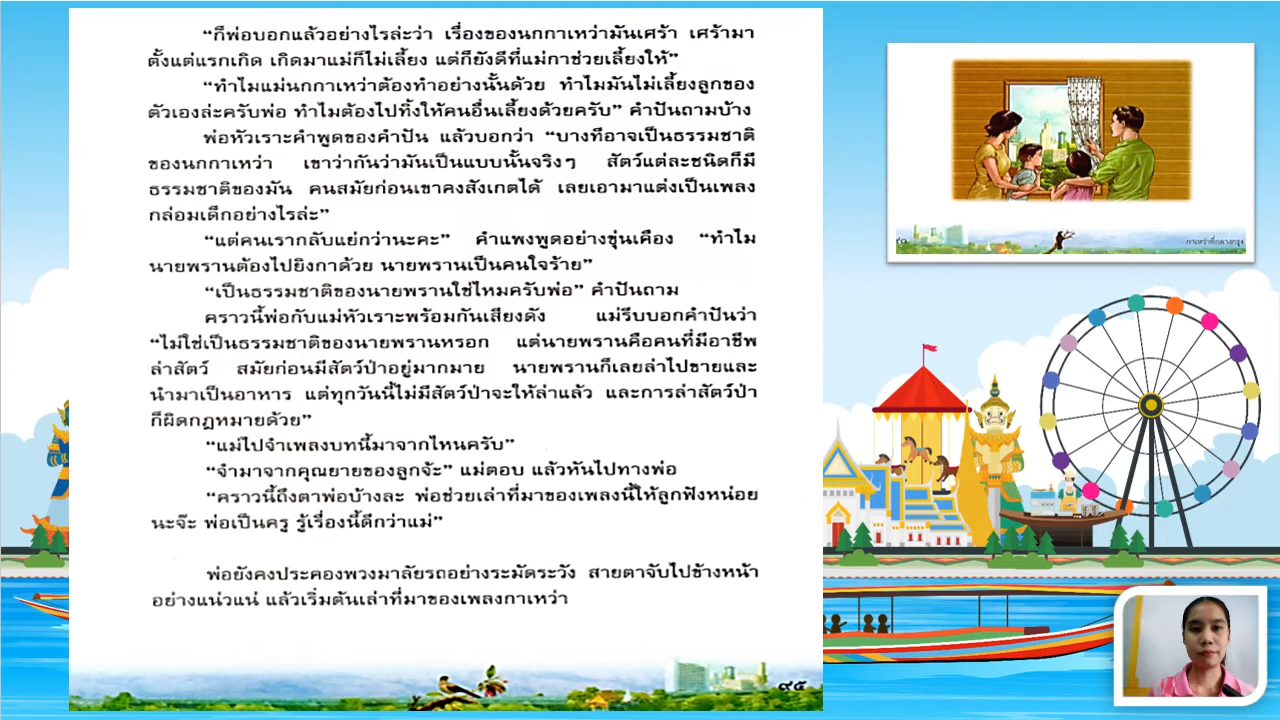 “ก็พ่อบอกแล้วอย่างไรล่ะว่า เรื่องของนกกาเหว่ามันเศร้า เศร้ามา
ตั้งแต่แรกเกิด เกิดมาแม่ก็ไม่เลี้ยง แต่ก็ยังดีที่แม่กาช่วยเลี้ยงให้”
“ทำไมแม่นกกาเหว่าต้องทำอย่างนั้นด้วย ทำไมมันไม่เลี้ยงลูกของ
ตัวเองล่ะครับพ่อ ทำไมต้องไปทิ้งให้คนอื่นเลี้ยงด้วยครับ” คำปันถามบ้าง
พ่อหัวเราะคำพูดของคำปัน แล้วบอกว่า “บางทีอาจเป็นธรรมชาติ
ของนกกาเหว่า เขาว่ากันว่ามันเป็นแบบนั้นจริงๆ สัตว์แต่ละชนิดก็มี
ธรรมชาติของมัน คนสมัยก่อนเขาคงสังเกตได้ เลยเอามาแต่งเป็นเพลง
กล่อมเด็กอย่างไรล่ะ”
“แต่คนเรากลับแย่กว่านะคะ” คำแพงพูดอย่างขุ่นเคือง “ทำไม
นายพรานต้องไปยิงกาด้วย นายพรานเป็นคนใจร้าย”
“เป็นธรรมชาติของนายพรานใช่ไหมครับพ่อ” คำปันถาม
คราวนี้พ่อกับแม่หัวเราะพร้อมกันเสียงดัง แม่รีบบอกคำปันว่า
“ไม่ใช่เป็นธรรมชาติของนายพรานหรอก แต่นายพรานคือคนที่มีอาชีพ
ล่าสัตว์ สมัยก่อนมีสัตว์ป่าอยู่มากมาย นายพรานก็เลยล่าไปขายและ
นำมาเป็นอาหาร แต่ทุกวันนี้ไม่มีสัตว์ป่าจะให้ล่าแล้ว และการล่าสัตว์ป่า
ก็ผิดกฎหมายด้วย”
“แม่ไปจำเพลงบทนี้มาจากไหนครับ”
“จำมาจากคุณยายของลูกจ้ะ” แม่ตอบ แล้วหันไปทางพ่อ
“คราวนี้ถึงตาพ่อบ้างละ พ่อช่วยเล่าที่มาของเพลงนี้ให้ลูกฟังหน่อย
นะจ๊ะ พ่อเป็นครู รู้เรื่องนี้ดีกว่าแม่”
พ่อยังคงประคองพวงมาลัยรถอย่างระมัดระวัง สายตาจับไปข้างหน้า
อย่างแน่วแน่ แล้วเริ่มต้นเล่าที่มาของเพลงกาเหว่า
๙๕
กาเหว่าที่กลางกรุง